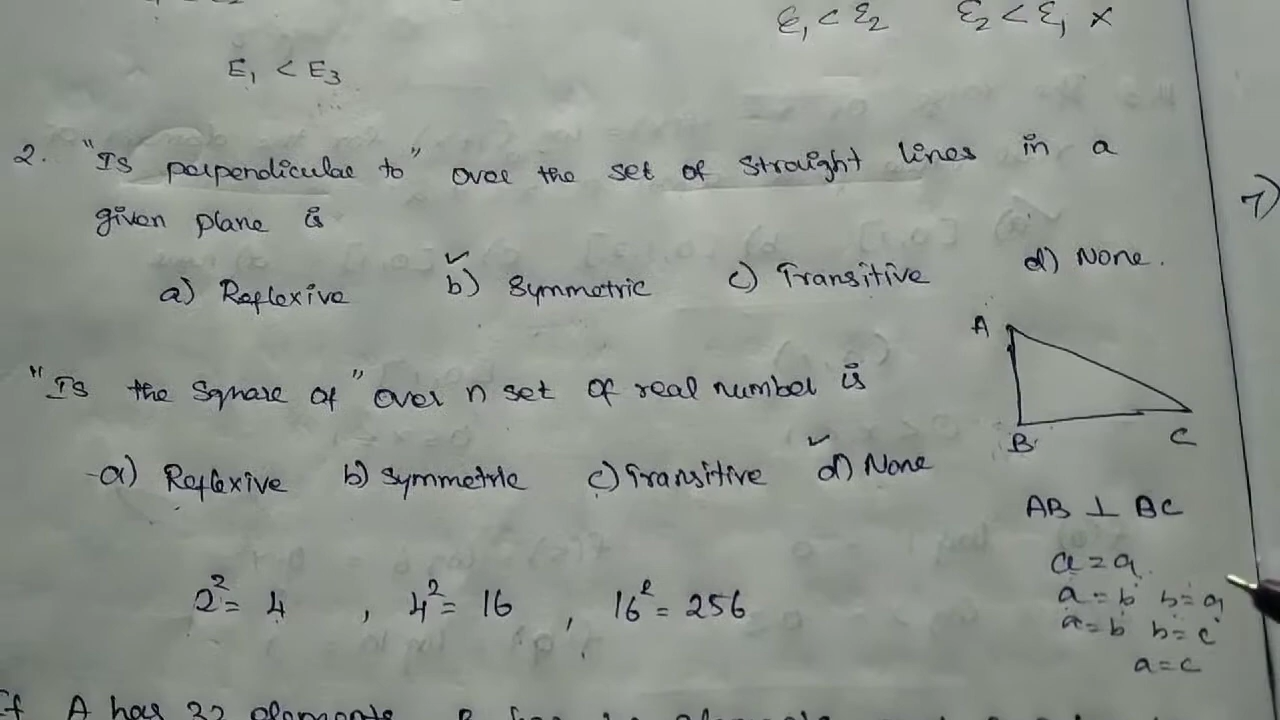 E₁ < E₂ E₂ < E₁ ×
E₁ < E₃
2. "Is perpendicular to" over the set of straight lines in a
given plane is
a) Reflexive b) Symmetric c) Transitive d) None.
"Is the square of" over n set of real number is
a) Reflexive b) Symmetric c) Transitive d) None
A
B C
AB ⊥ BC
a = a
a = b b = a
a = b b = c
a = c
2² = 4 , 4² = 16 , 16² = 256
If A has 32 elements,
7)